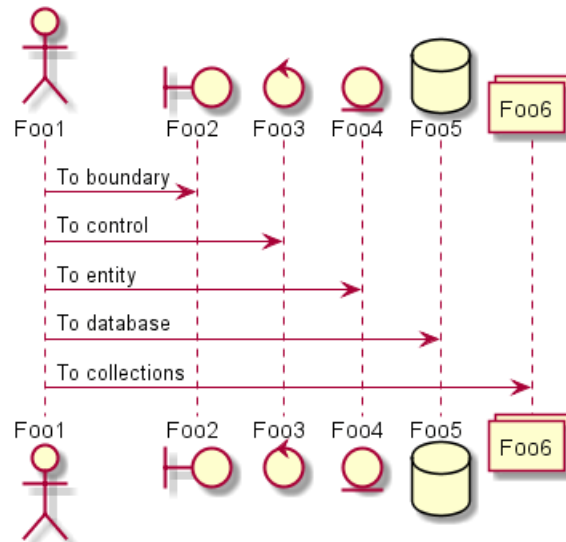 Foo1 Foo2 Foo3 Foo4 Foo5 Foo6
To boundary
To control
To entity
To database
To collections
Foo1 Foo2 Foo3 Foo4 Foo5 Foo6